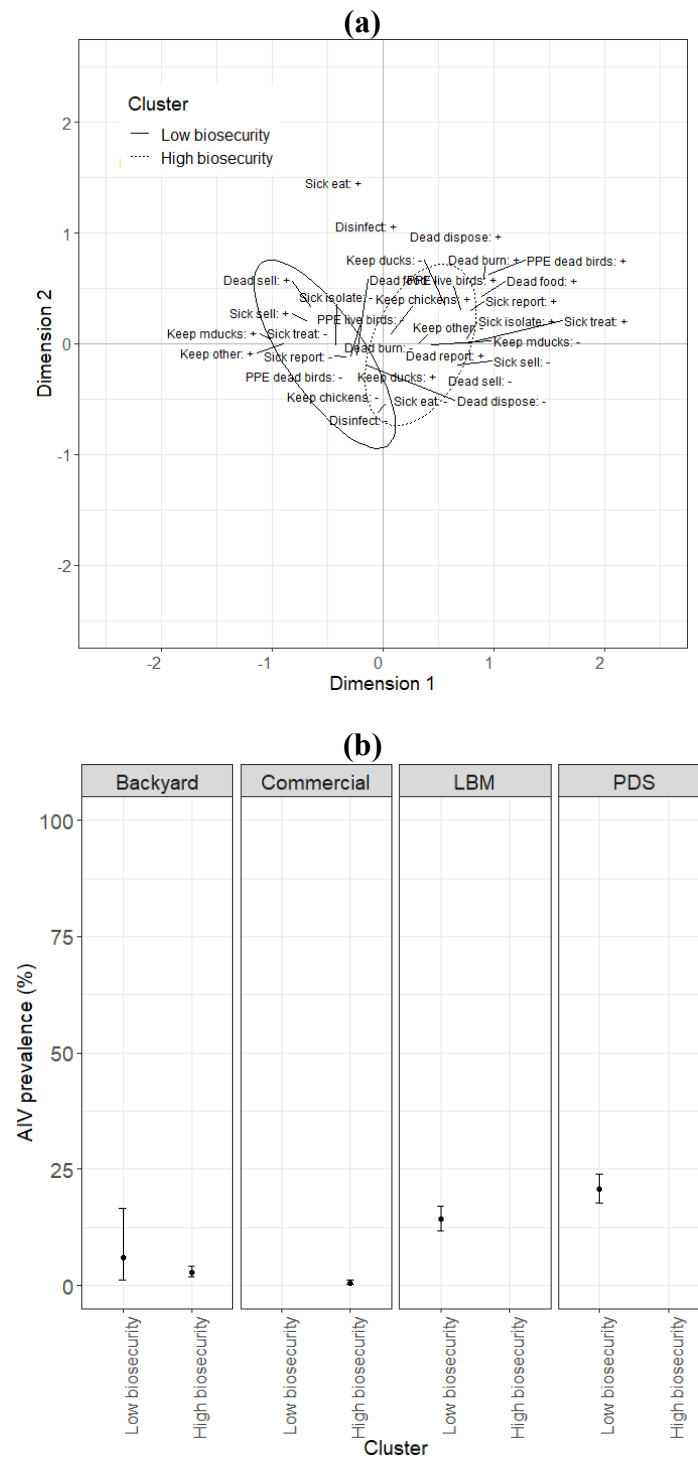 (a)
2
1
0
-1
-2
Dimension 2
Cluster
Low biosecurity
High biosecurity
Sick eat: +
Disinfect: +
Dead dispose: +
Keep ducks: -
Dead burn: +
PPE dead birds: +
Dead sell: +
Dead food: -
PPE live birds: +
Dead food: +
Sick isolate: -
Keep chickens: +
Sick report: +
Sick sell: +
PPE live birds: -
Keep other: -
Sick isolate: +
Sick treat: +
Keep mducks: +
Sick treat: -
Dead burn: -
Keep mducks: -
Keep other: +
Sick report: -
Dead report: +
Sick sell: -
PPE dead birds: -
Keep ducks: +
Dead sell: -
Keep chickens: -
Sick eat: -
Dead dispose: -
Disinfect: -
-2
-1
0
1
2
Dimension 1
(b)
Backyard
Commercial
LBM
PDS
100
75
50
25
0
AIV prevalence (%)
Low biosecurity
High biosecurity
Low biosecurity
High biosecurity
Low biosecurity
High biosecurity
Low biosecurity
High biosecurity
Cluster